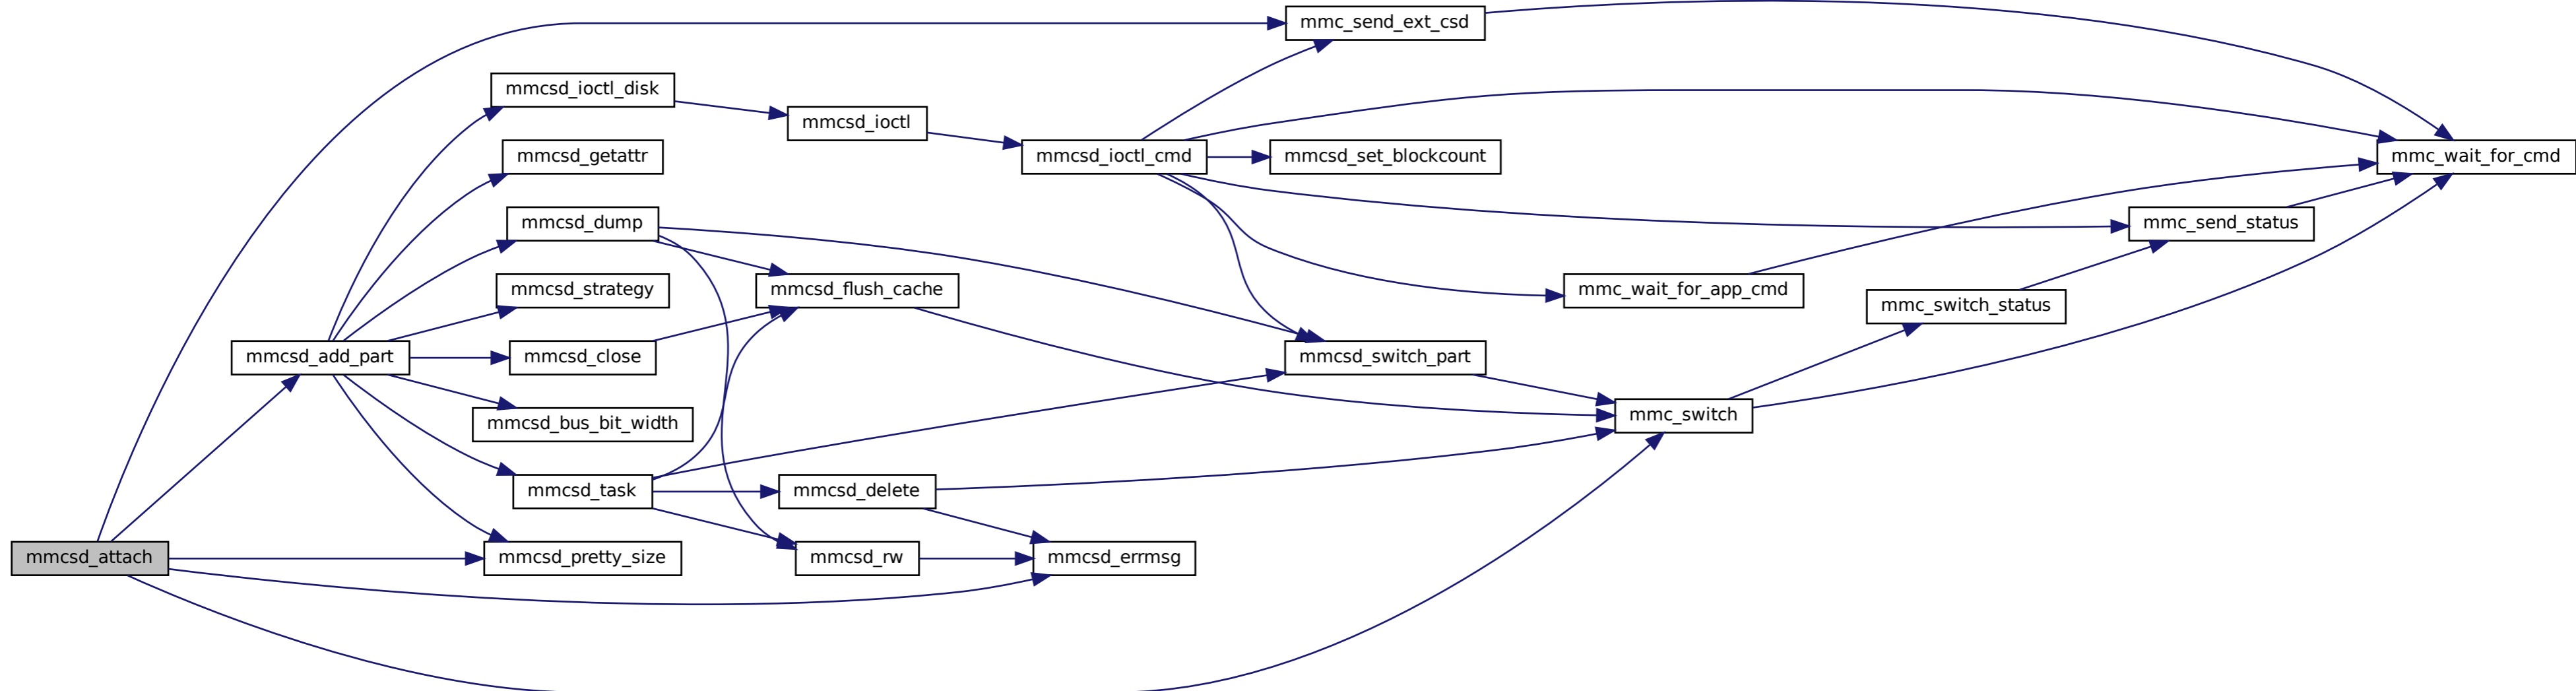 mmc_send_ext_csd
mmcsd_ioctl_disk
mmcsd_ioctl
mmcsd_getattr
mmcsd_ioctl_cmd
mmcsd_set_blockcount
mmc_wait_for_cmd
mmcsd_dump
mmc_send_status
mmcsd_strategy
mmcsd_flush_cache
mmc_wait_for_app_cmd
mmc_switch_status
mmcsd_add_part
mmcsd_close
mmcsd_switch_part
mmc_switch
mmcsd_bus_bit_width
mmcsd_task
mmcsd_delete
mmcsd_attach
mmcsd_pretty_size
mmcsd_rw
mmcsd_errmsg